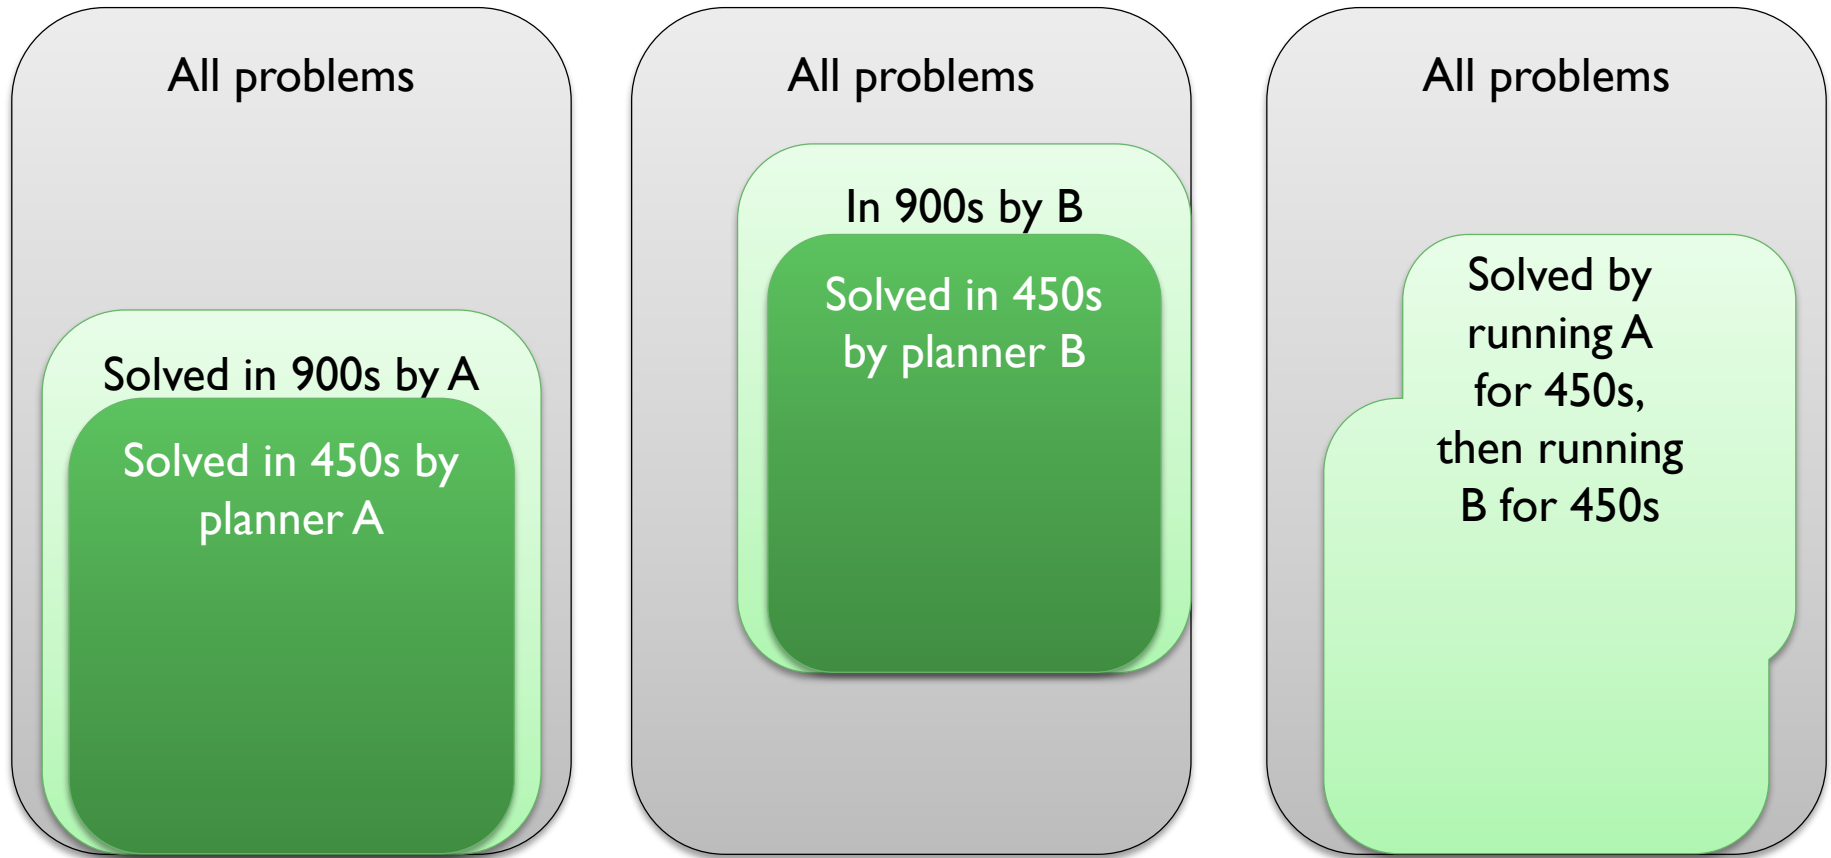 All problems
Solved in 900s by A
Solved in 450s by
planner A
All problems
In 900s by B
Solved in 450s
by planner B
All problems
Solved by
running A
for 450s,
then running
B for 450s